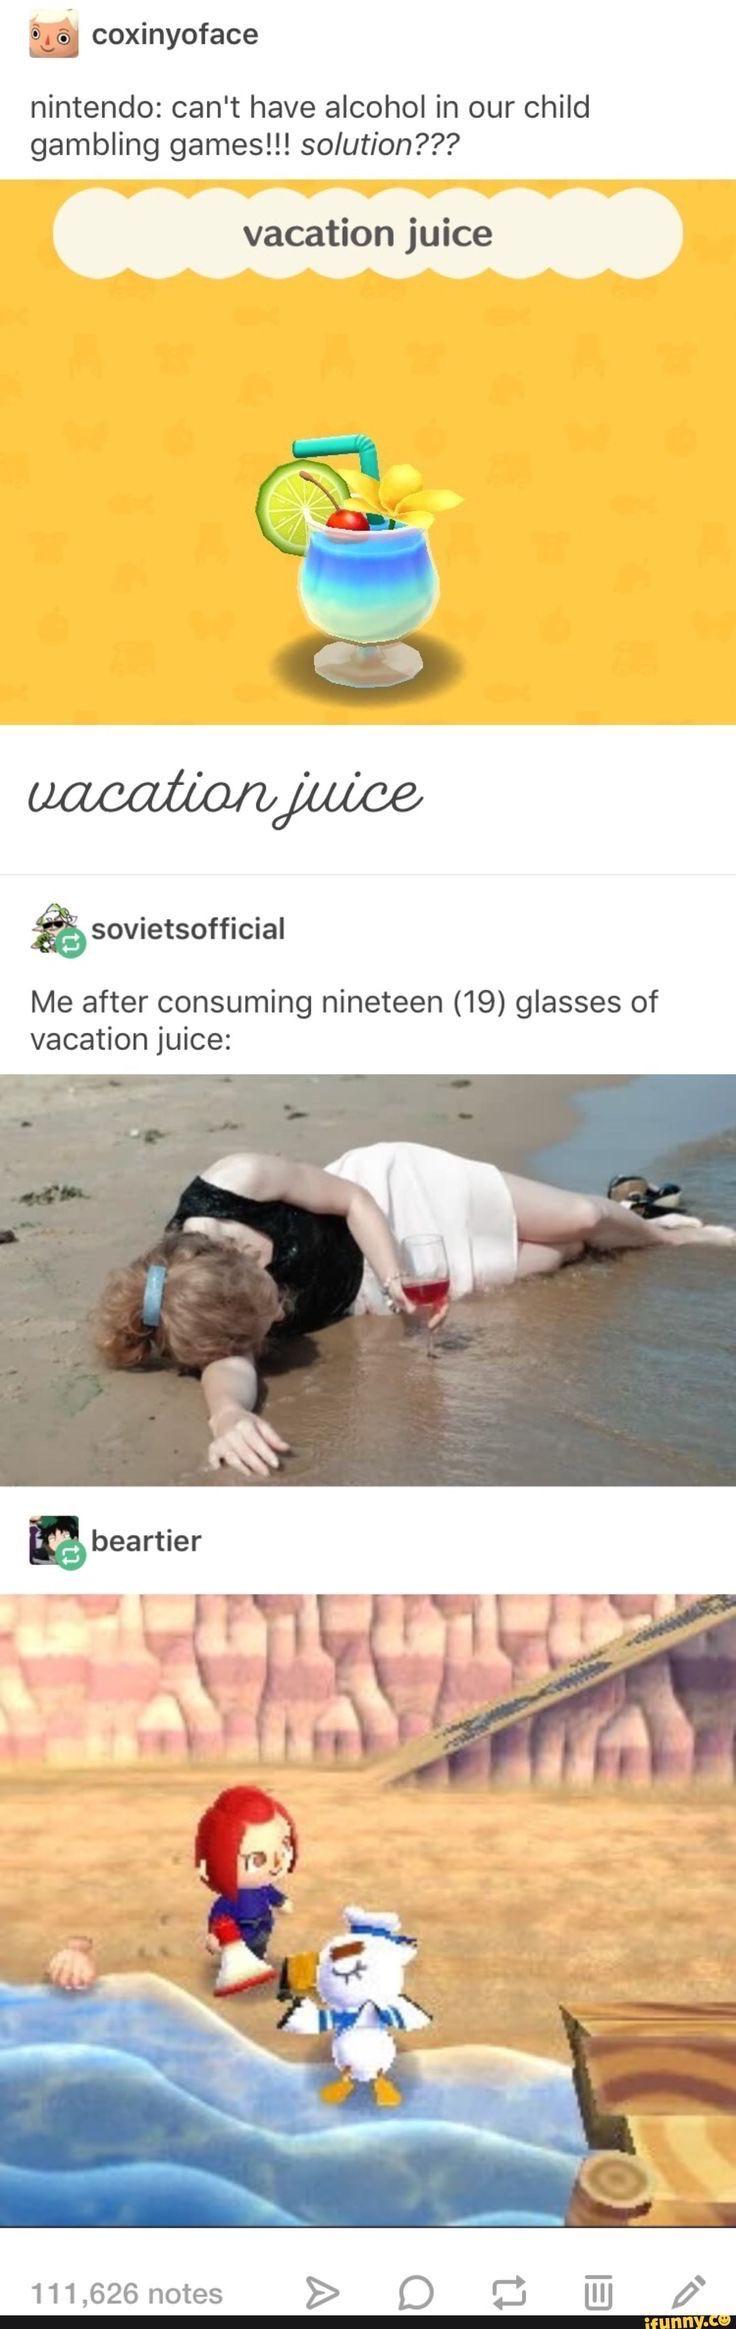 coxinyoface
nintendo: can't have alcohol in our child
gambling games!!! solution???
vacation juice
vacation juice
sovietsofficial
Me after consuming nineteen (19) glasses of
vacation juice:
beartier
111,626 notes
ifunny.co